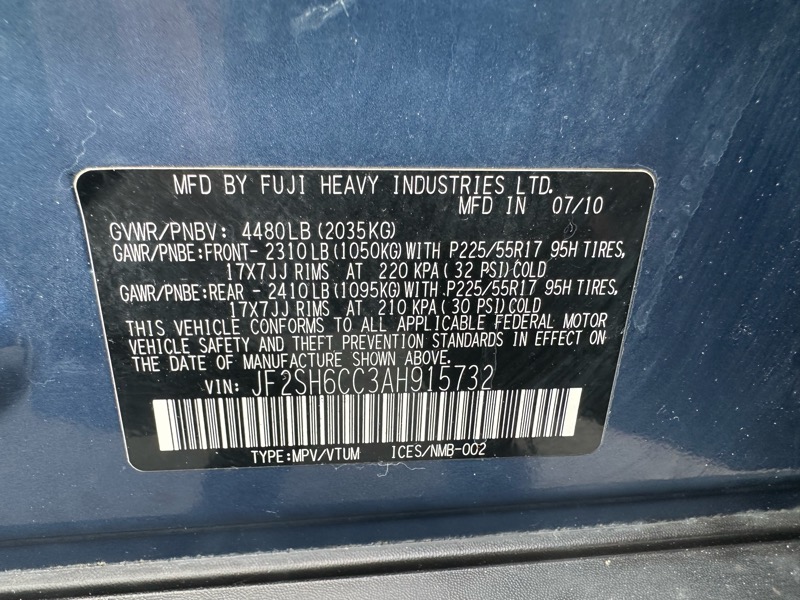 MFD BY FUJI HEAVY INDUSTRIES LTD.
MFD IN 07/10
GVWR/PNBV: 4480LB (2035KG)
GAWR/PNBE:FRONT- 2310LB (1050KG) WITH P225/55R17 95H TIRES,
17X7JJ RIMS AT 220 KPA (32 PSI) COLD
GAWR/PNBE:REAR - 2410LB (1095KG) WITH P225/55R17 95H TIRES,
17X7JJ RIMS AT 210 KPA (30 PSI) COLD
THIS VEHICLE CONFORMS TO ALL APPLICABLE FEDERAL MOTOR
VEHICLE SAFETY AND THEFT PREVENTION STANDARDS IN EFFECT ON
THE DATE OF MANUFACTURE SHOWN ABOVE.
VIN: JF2SH6CC3AH915732
TYPE:MPV/VTUM ICES/NMB-002